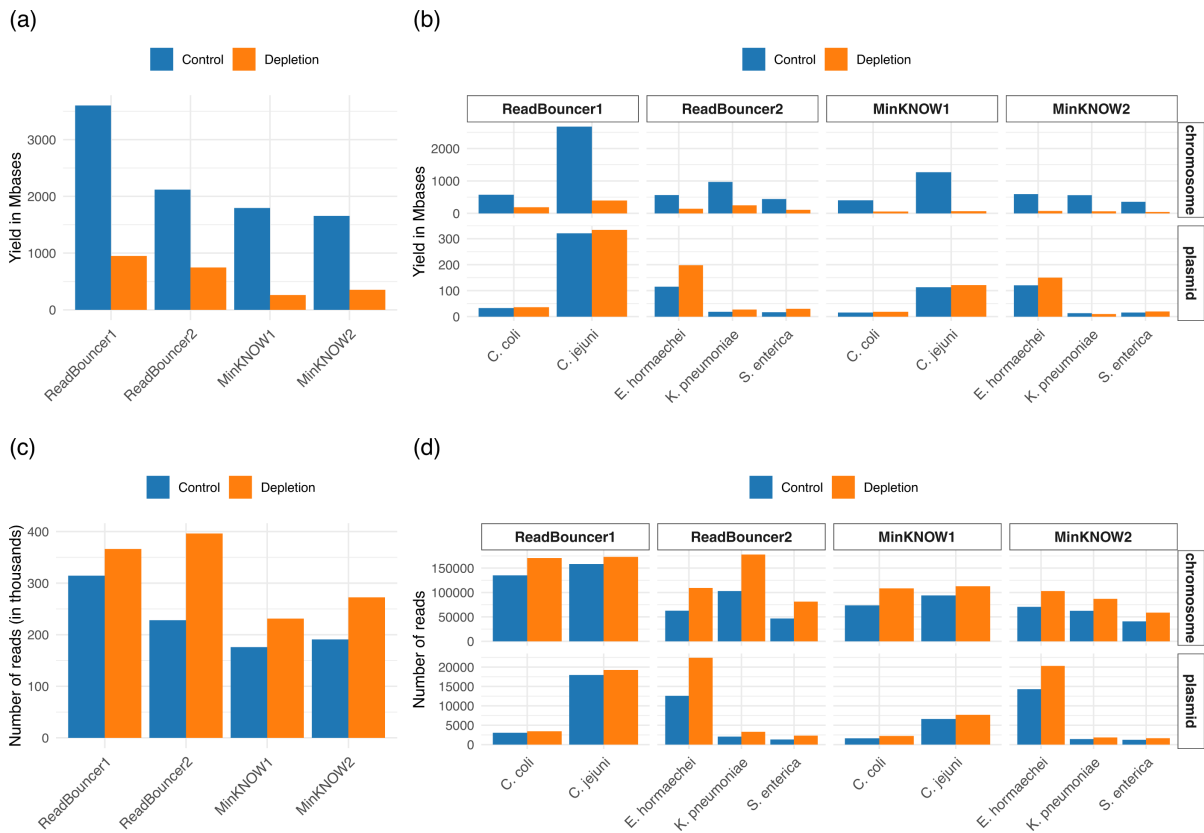 (a)
Control Depletion
Yield in Mbases
3000
2000
1000
0
ReadBouncer1
ReadBouncer2
MinKNOW1
MinKNOW2
(b)
Control Depletion
ReadBouncer1 ReadBouncer2 MinKNOW1 MinKNOW2
Yield in Mbases
2000
1000
0
chromosome
300
200
100
0
plasmid
C. coli
C. jejuni
E. hormaechei
K. pneumoniae
S. enterica
C. coli
C. jejuni
E. hormaechei
K. pneumoniae
S. enterica
(c)
Control Depletion
Number of reads (in thousands)
400
300
200
100
0
ReadBouncer1
ReadBouncer2
MinKNOW1
MinKNOW2
(d)
Control Depletion
ReadBouncer1 ReadBouncer2 MinKNOW1 MinKNOW2
Number of reads
150000
100000
50000
0
chromosome
20000
15000
10000
5000
0
plasmid
C. coli
C. jejuni
E. hormaechei
K. pneumoniae
S. enterica
C. coli
C. jejuni
E. hormaechei
K. pneumoniae
S. enterica